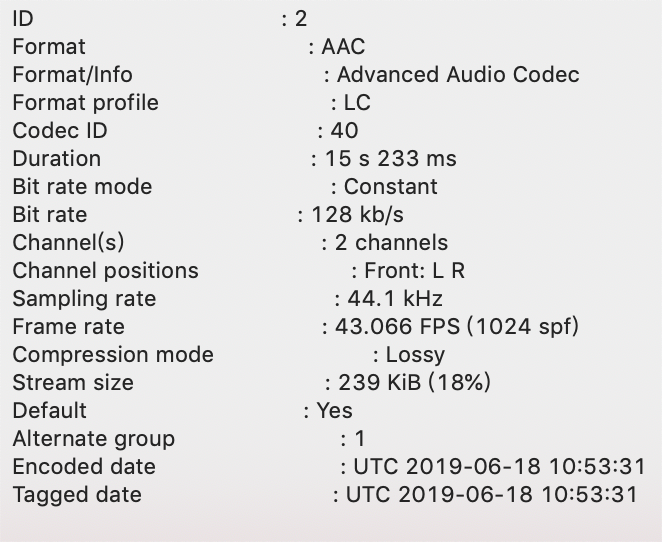 ID : 2
Format : AAC
Format/Info : Advanced Audio Codec
Format profile : LC
Codec ID : 40
Duration : 15 s 233 ms
Bit rate mode : Constant
Bit rate : 128 kb/s
Channel(s) : 2 channels
Channel positions : Front: L R
Sampling rate : 44.1 kHz
Frame rate : 43.066 FPS (1024 spf)
Compression mode : Lossy
Stream size : 239 KiB (18%)
Default : Yes
Alternate group : 1
Encoded date : UTC 2019-06-18 10:53:31
Tagged date : UTC 2019-06-18 10:53:31